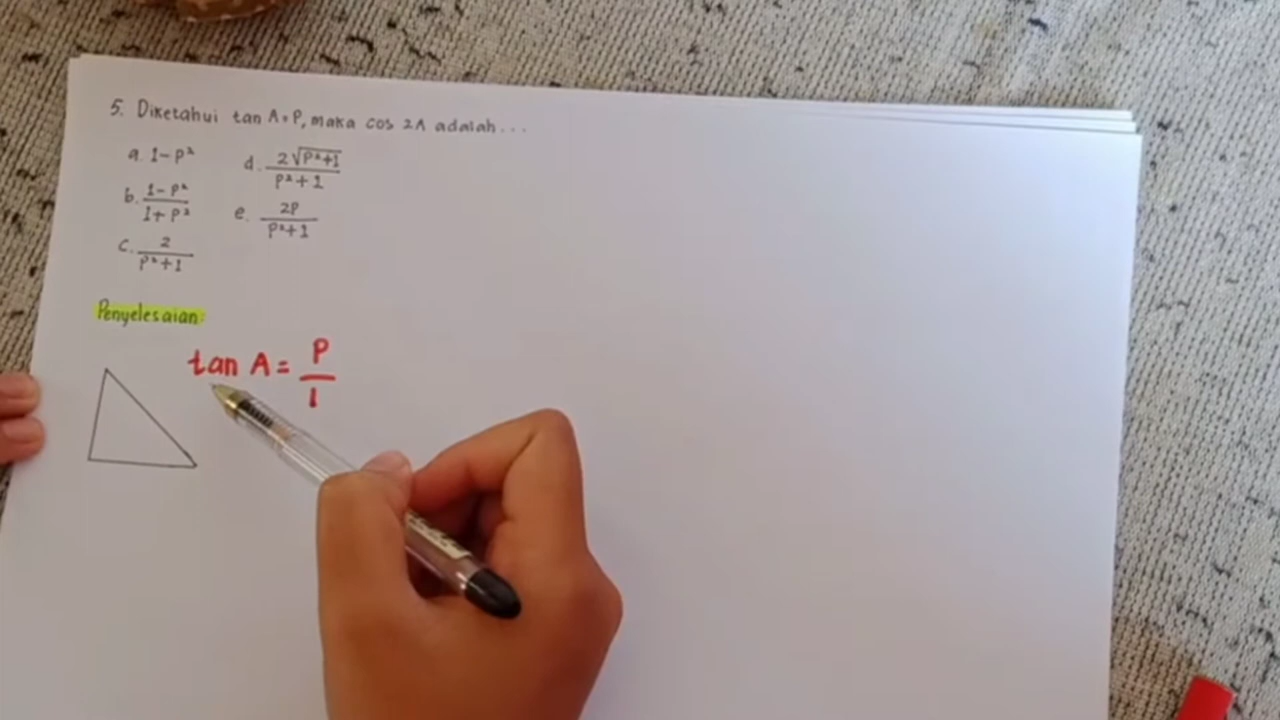 5. Diketahui tan A = P, maka cos 2A adalah...
a. 1-p²
d. 2√p²+1 / p²+1
b. 1-p² / 1+p²
e. 2p / p²+1
c. 2 / p²+1
Penyelesaian:
tan A = P / 1